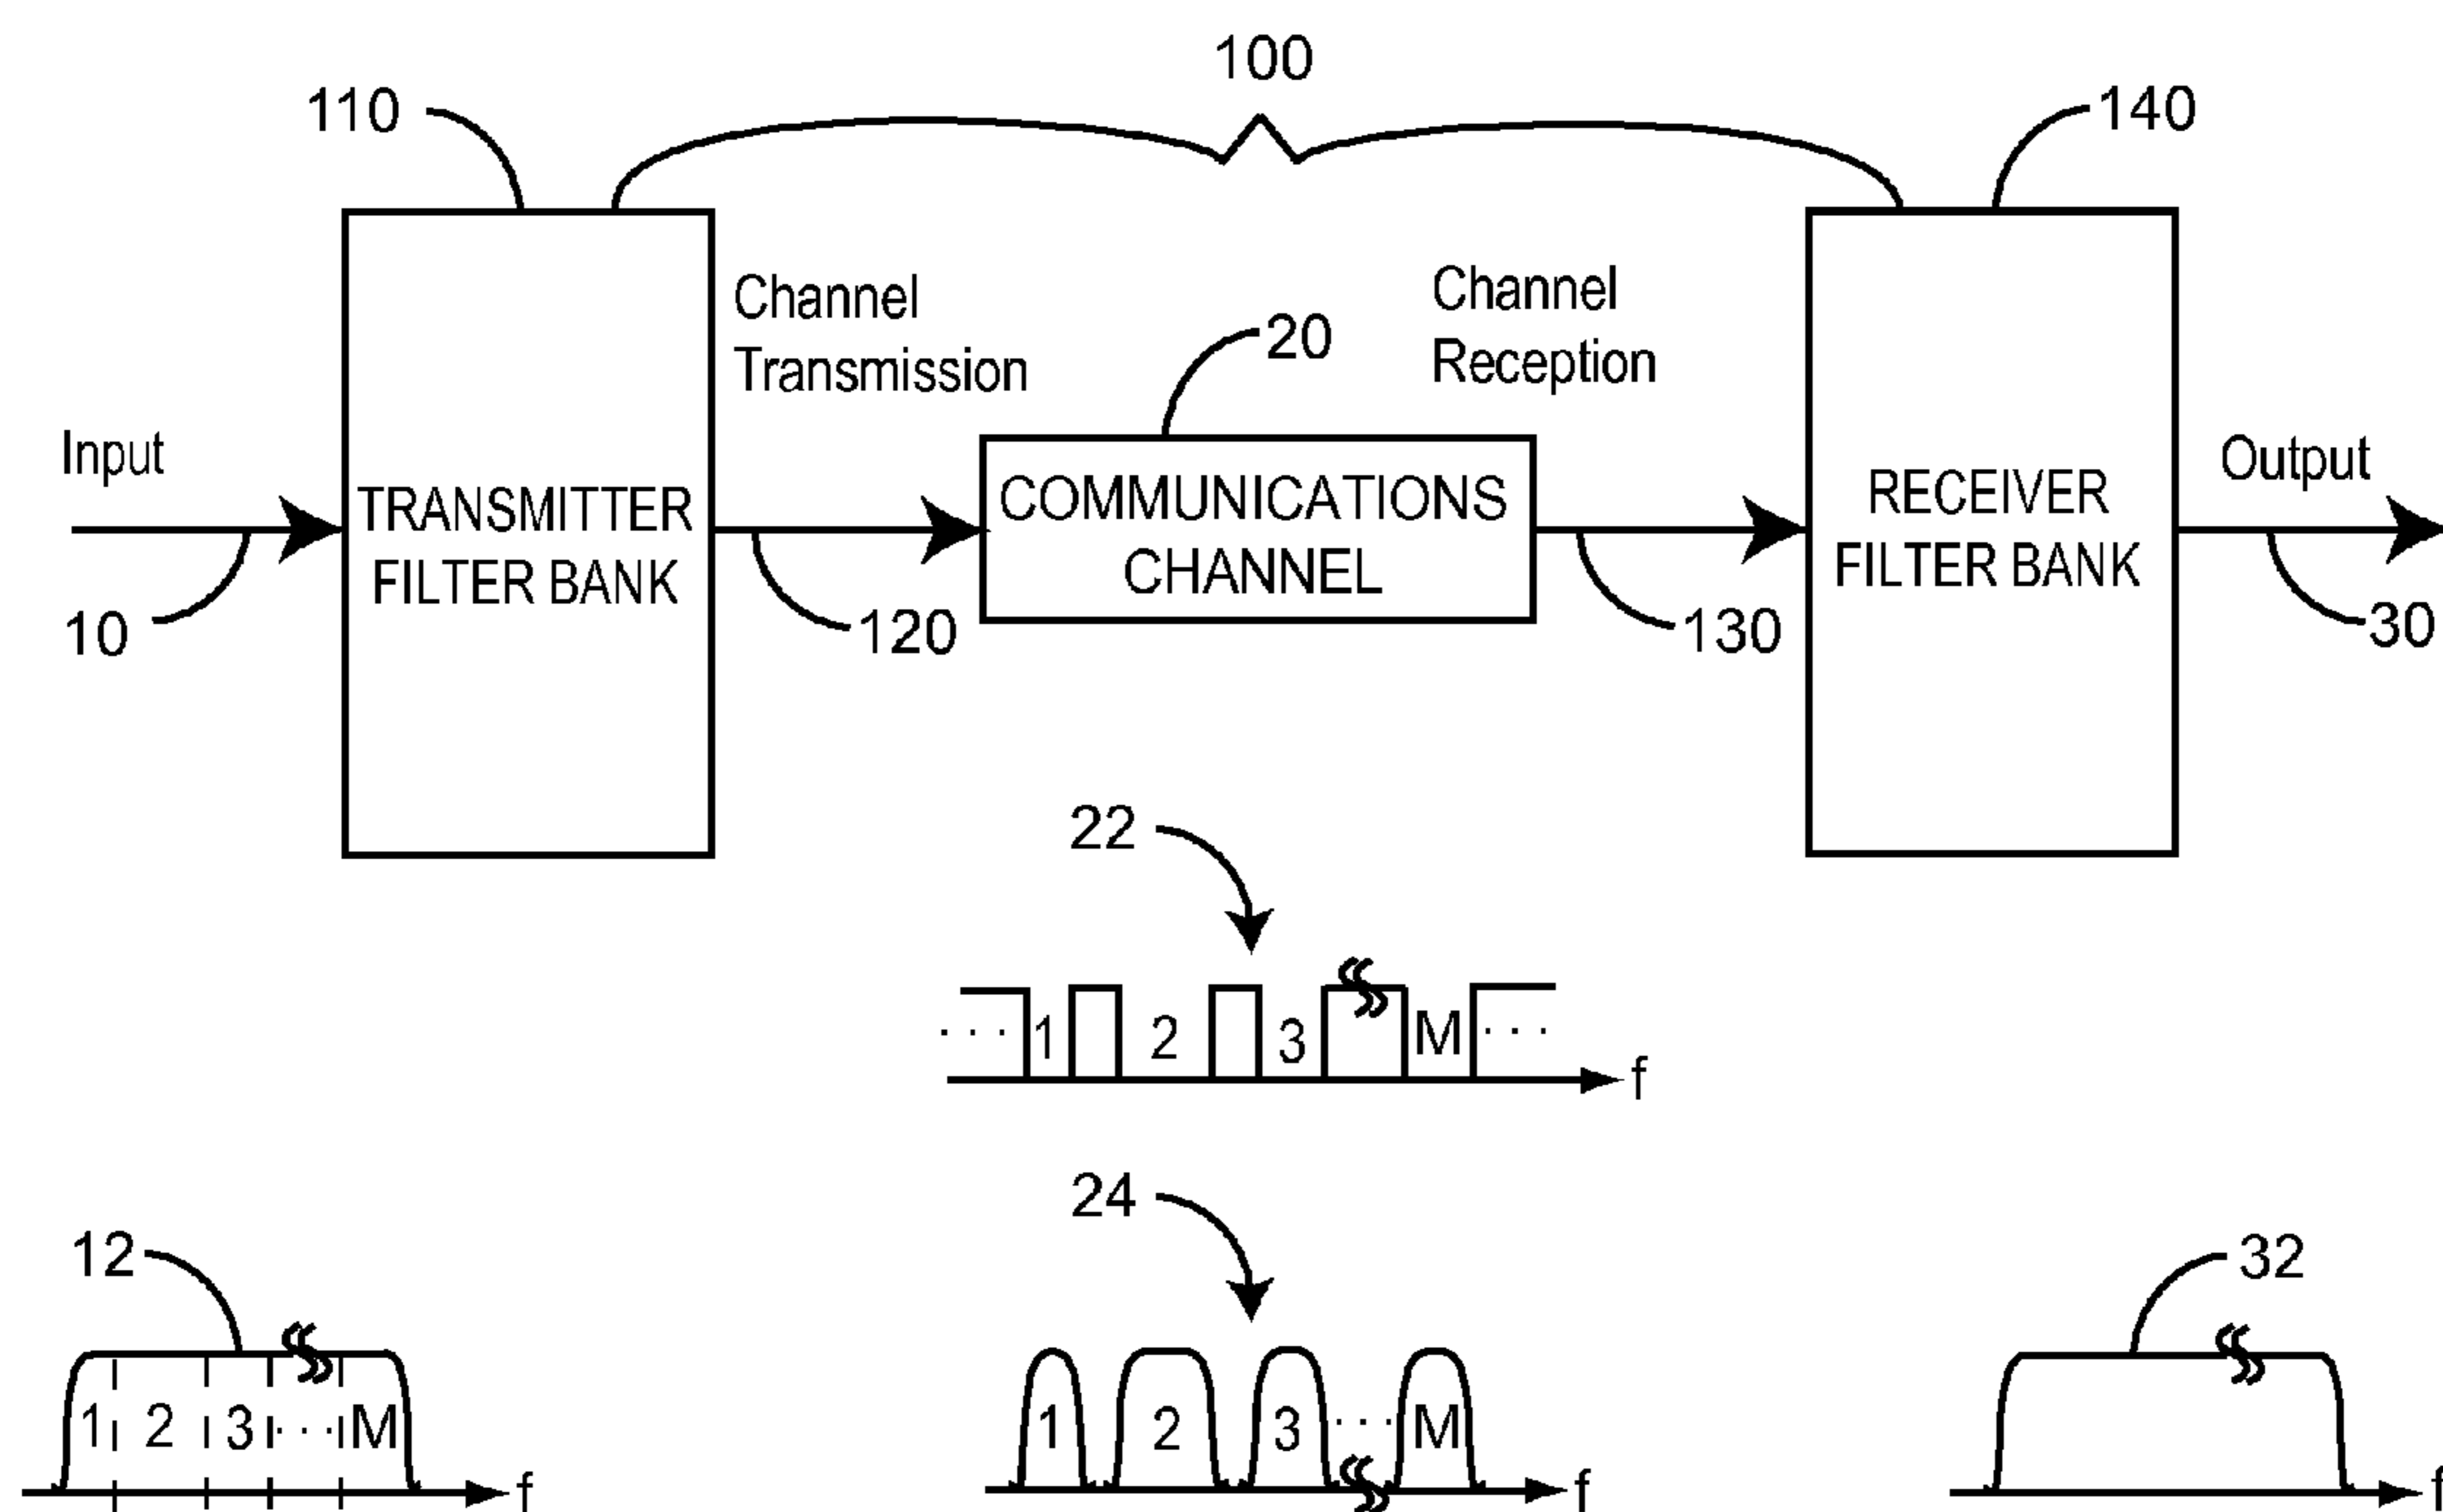 100
110
140
Channel
Transmission
Channel
Reception
20
Input
Output
TRANSMITTER
FILTER BANK
COMMUNICATIONS
CHANNEL
RECEIVER
FILTER BANK
10
120
130
30
22
... 1 2 3 M ...
f
24
12
32
1 2 3 ... M
f
1 2 3 ... M
f
f